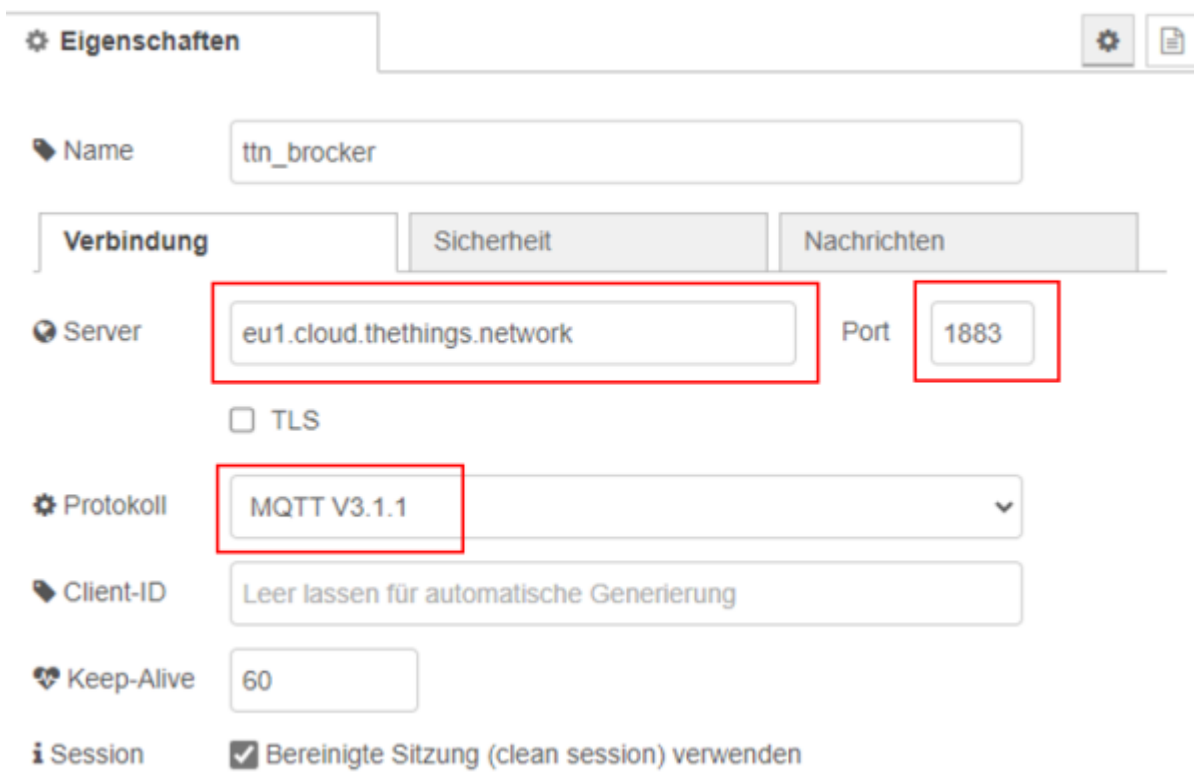 Eigenschaften
Name ttn_brocker
Verbindung Sicherheit Nachrichten
Server eu1.cloud.thethings.network Port 1883
TLS
Protokoll MQTT V3.1.1
Client-ID Leer lassen für automatische Generierung
Keep-Alive 60
Session Bereinigte Sitzung (clean session) verwenden